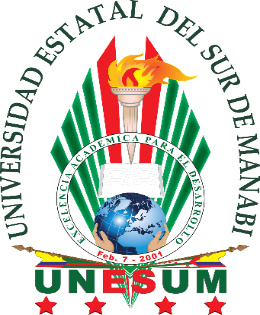 UNIVERSIDAD ESTATAL DEL SUR DE MANABI
EXCELENCIA ACADEMICA PARA EL DESARROLLO
Feb. 7 - 2001
UNESUM